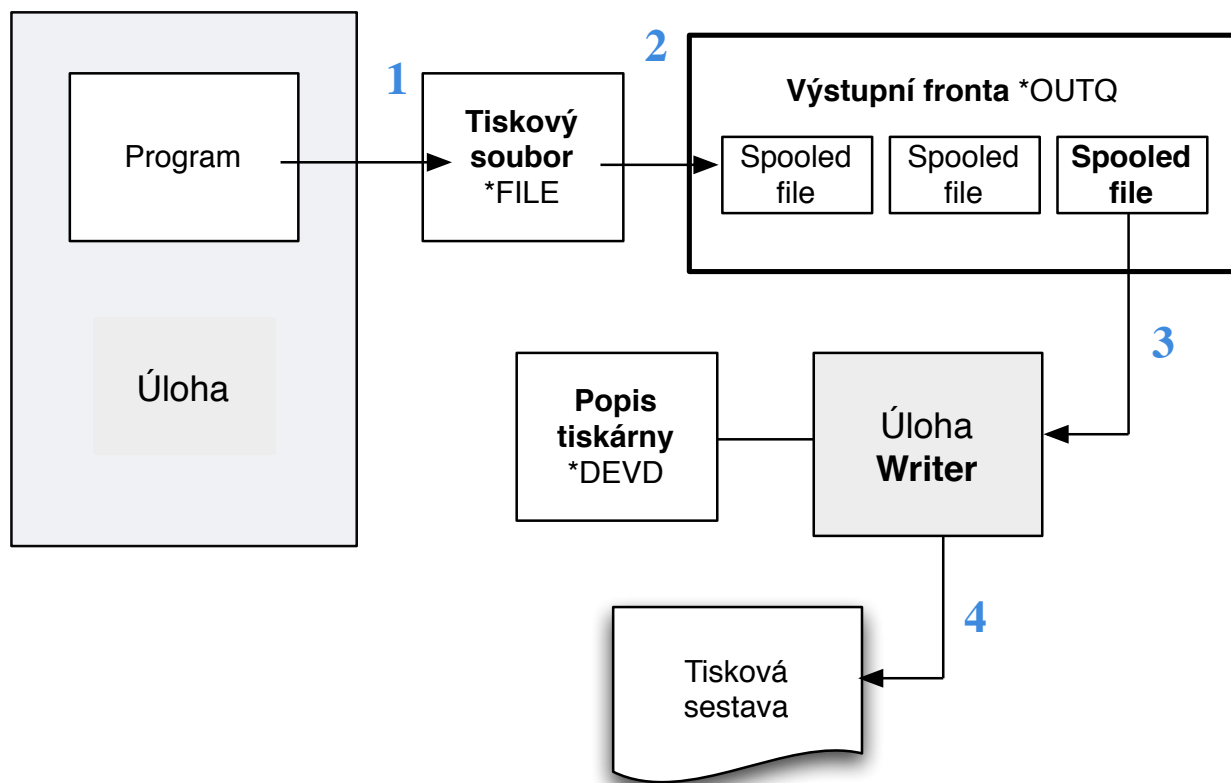 1
2
Program
Tiskový
soubor
*FILE
Výstupní fronta *OUTQ
Spooled
file
Spooled
file
Spooled
file
Úloha
3
Popis
tiskárny
*DEVD
Úloha
Writer
4
Tisková
sestava